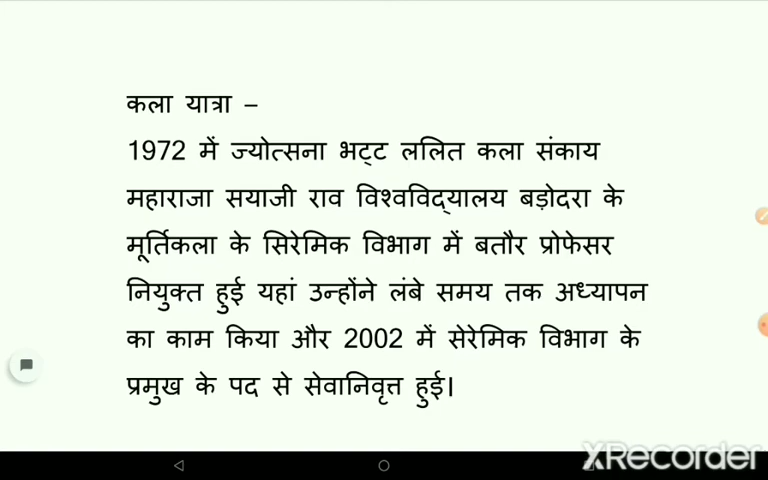 कला यात्रा –
1972 में ज्योत्सना भट्ट ललित कला संकाय
महाराजा सयाजी राव विश्वविद्यालय बड़ोदरा के
मूर्तिकला के सिरेमिक विभाग में बतौर प्रोफेसर
नियुक्त हुई यहां उन्होंने लंबे समय तक अध्यापन
का काम किया और 2002 में सेरेमिक विभाग के
प्रमुख के पद से सेवानिवृत्त हुई।
XRecorder